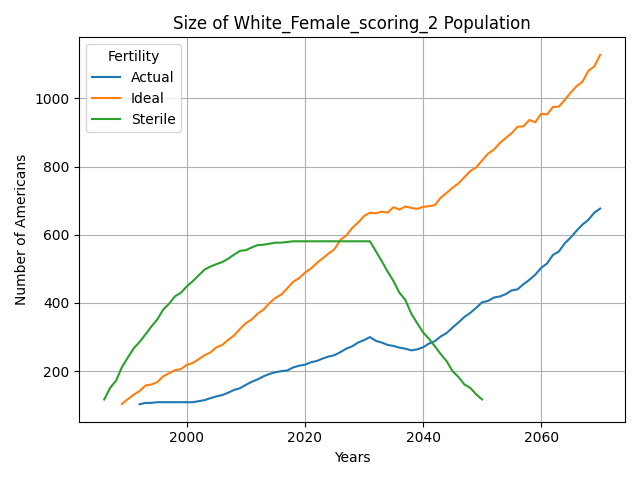 Size of White_Female_scoring_2 Population
Fertility
Actual
Ideal
Sterile
Number of Americans
1000
800
600
400
200
2000
2020
2040
2060
Years